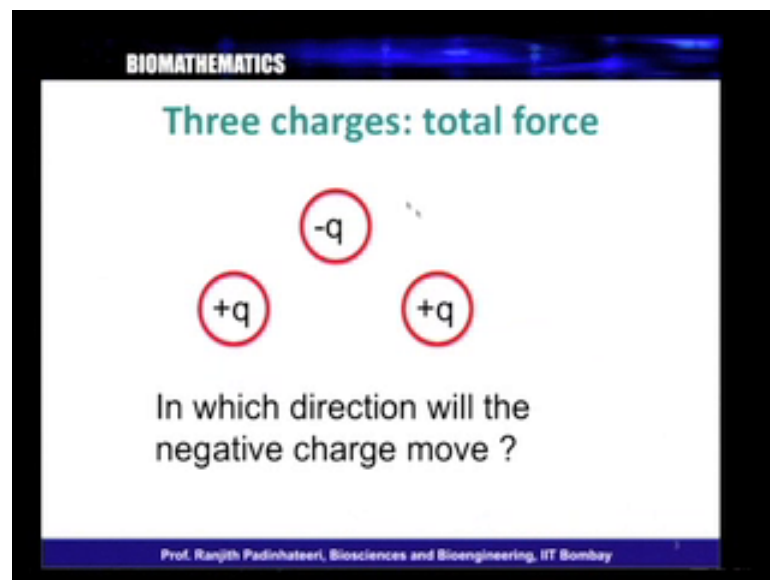 BIOMATHEMATICS
Three charges: total force
-q
+q +q
In which direction will the
negative charge move ?
Prof. Ranjith Padinhateeri, Biosciences and Bioengineering, IIT Bombay